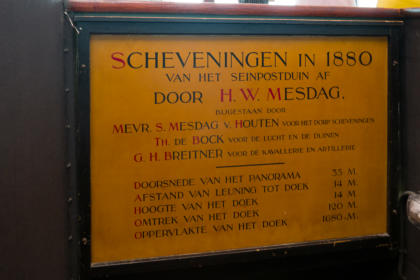 SCHEVENINGEN IN 1880
VAN HET SEINPOSTDUIN AF
DOOR H. W. MESDAG.
BIJGESTAAN DOOR
MEVR. S. MESDAG V. HOUTEN VOOR HET DORP SCHEVENINGEN
TH. DE BOCK VOOR DE LUCHT EN DE DUINEN
G. H. BREITNER VOOR DE KAVALLERIE EN ARTILLERIE
DOORSNEDE VAN HET PANORAMA 35 M.
AFSTAND VAN LEUNING TOT DOEK 14 M.
HOOGTE VAN HET DOEK 14 M.
OMTREK VAN HET DOEK 120 M.
OPPERVLAKTE VAN HET DOEK 1680 M.